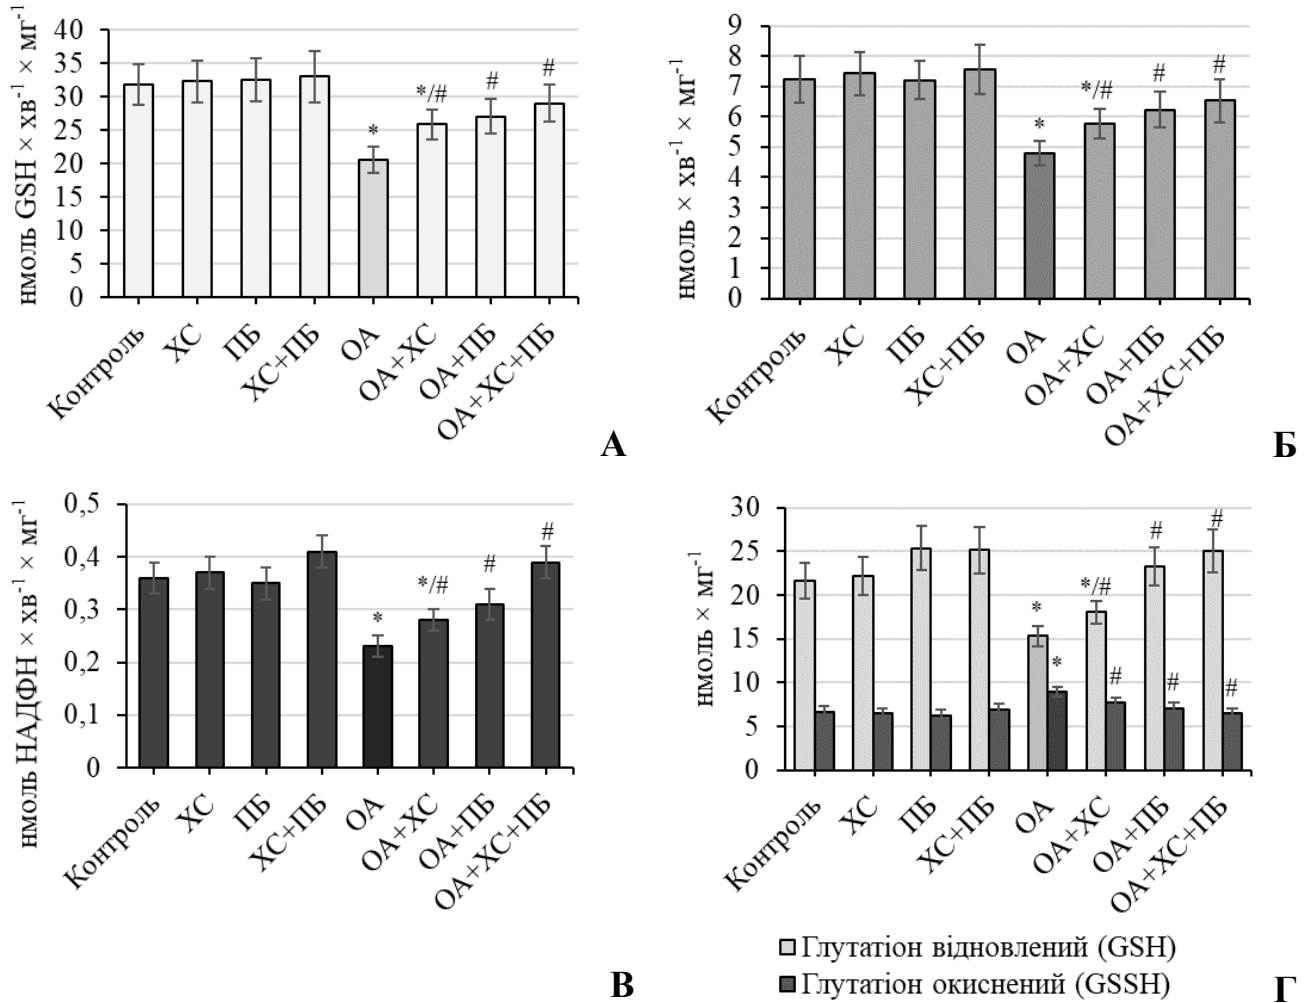 нмоль GSH × хв⁻¹ × мг⁻¹
40
35
30
25
20
15
10
5
0
*
*/#
#
#
Контроль
ХС
ПБ
ХС+ПБ
ОА
ОА+ХС
ОА+ПБ
ОА+ХС+ПБ
А
нмоль × хв⁻¹ × мг⁻¹
9
8
7
6
5
4
3
2
1
0
*
*/#
#
#
Контроль
ХС
ПБ
ХС+ПБ
ОА
ОА+ХС
ОА+ПБ
ОА+ХС+ПБ
Б
нмоль НАДФН × хв⁻¹ × мг⁻¹
0,5
0,4
0,3
0,2
0,1
0
*
*/#
#
#
Контроль
ХС
ПБ
ХС+ПБ
ОА
ОА+ХС
ОА+ПБ
ОА+ХС+ПБ
В
нмоль × мг⁻¹
30
25
20
15
10
5
0
*
*
*/#
#
#
#
#
#
Контроль
ХС
ПБ
ХС+ПБ
ОА
ОА+ХС
ОА+ПБ
ОА+ХС+ПБ
Глутатіон відновлений (GSH)
Глутатіон окиснений (GSSH)
Г